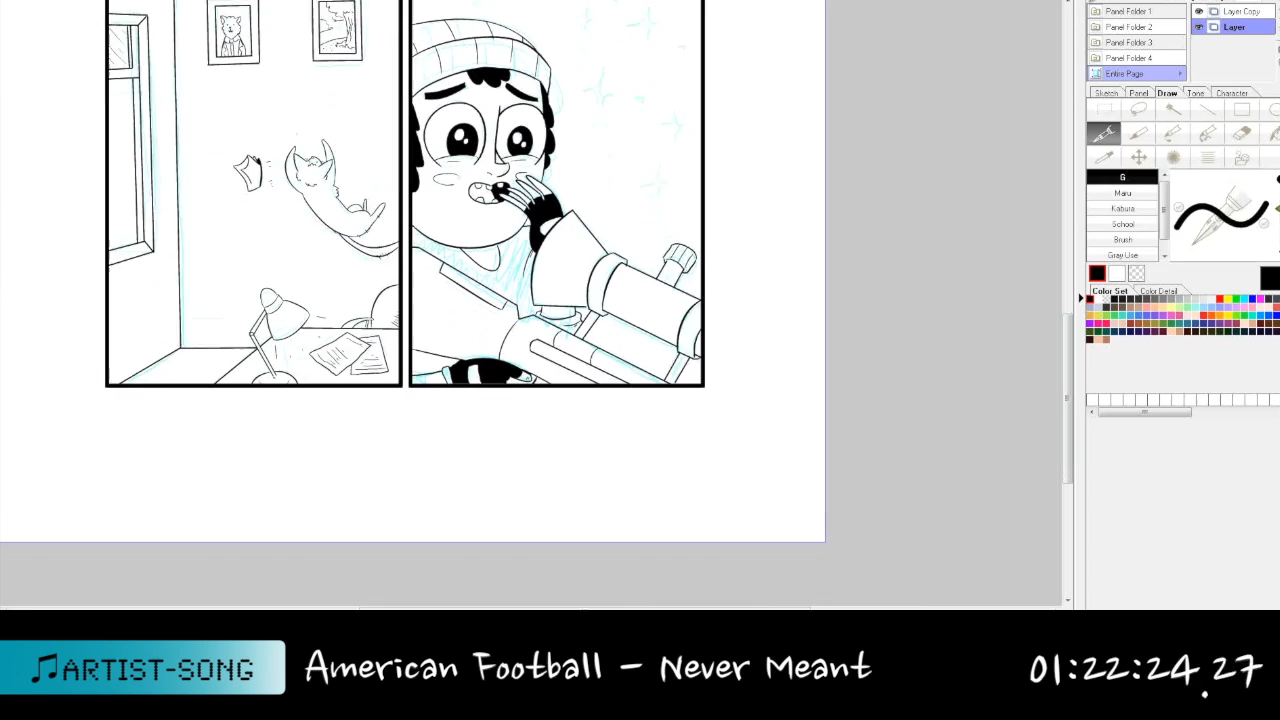 Panel Folder 1
Layer Copy
Panel Folder 2
Layer
Panel Folder 3
Panel Folder 4
Entire Page
Sketch Panel Draw Tone Character
G
Maru
Kabura
School
Brush
Gray Use
Color Set Color Detail
ARTIST-SONG
American Football - Never Meant
01:22:24.27